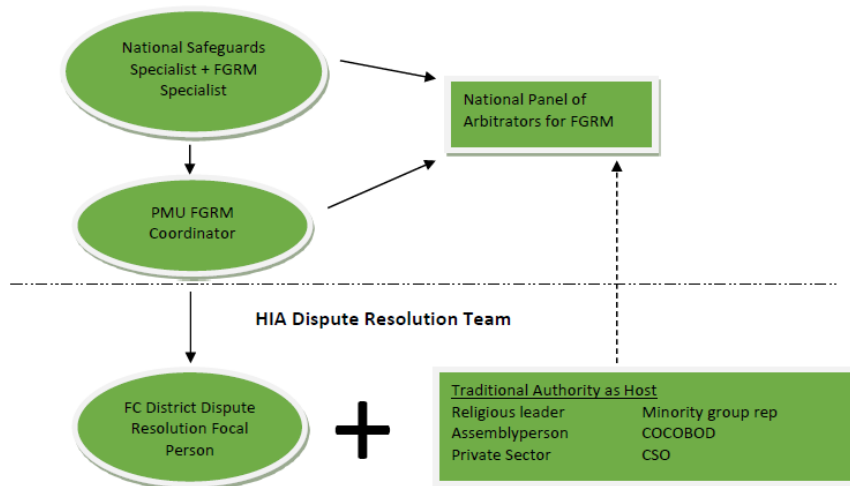 National Safeguards
Specialist + FGRM
Specialist
National Panel of
Arbitrators for FGRM
PMU FGRM
Coordinator
HIA Dispute Resolution Team
FC District Dispute
Resolution Focal
Person
+
Traditional Authority as Host
Religious leader Minority group rep
Assemblyperson COCOBOD
Private Sector CSO